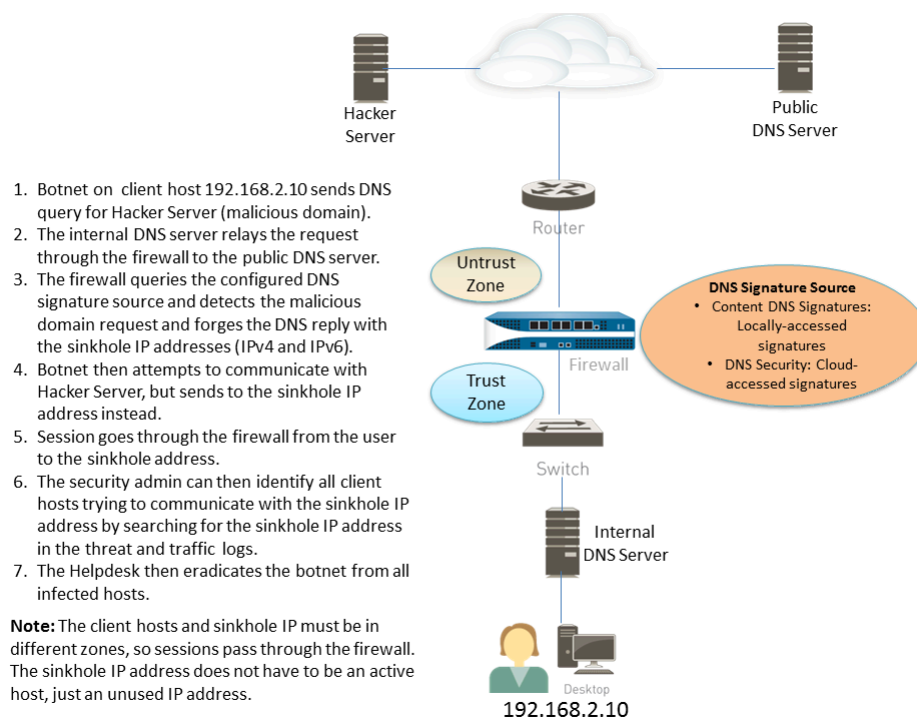 Hacker
Server
Public
DNS Server
1. Botnet on client host 192.168.2.10 sends DNS
query for Hacker Server (malicious domain).
2. The internal DNS server relays the request
through the firewall to the public DNS server.
3. The firewall queries the configured DNS
signature source and detects the malicious
domain request and forges the DNS reply with
the sinkhole IP addresses (IPv4 and IPv6).
4. Botnet then attempts to communicate with
Hacker Server, but sends to the sinkhole IP
address instead.
5. Session goes through the firewall from the user
to the sinkhole address.
6. The security admin can then identify all client
hosts trying to communicate with the sinkhole IP
address by searching for the sinkhole IP address
in the threat and traffic logs.
7. The Helpdesk then eradicates the botnet from all
infected hosts.
Note: The client hosts and sinkhole IP must be in
different zones, so sessions pass through the firewall.
The sinkhole IP address does not have to be an active
host, just an unused IP address.
Router
Untrust
Zone
Firewall
Trust
Zone
DNS Signature Source
• Content DNS Signatures:
Locally-accessed
signatures
• DNS Security: Cloud-
accessed signatures
Switch
Internal
DNS Server
Desktop
192.168.2.10